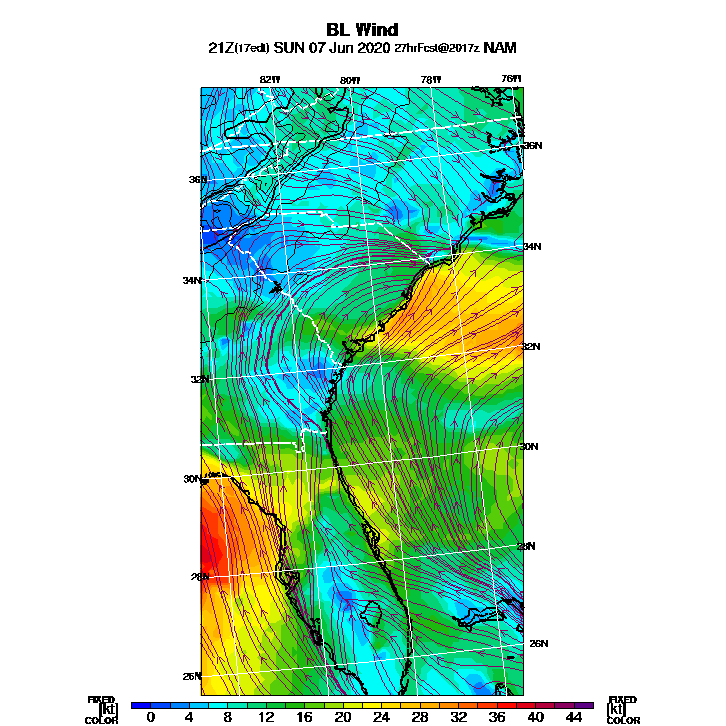 BL Wind
21Z(17edt) SUN 07 Jun 2020 27hrFcst@2017z NAM
82W 80W 78W 76W
36N
36N
34N
34N
32N
32N
30N
30N
28N
28N
26N
26N
FIXED FIXED
[kt] 0 4 8 12 16 20 24 28 32 36 40 44 [kt]
COLOR COLOR